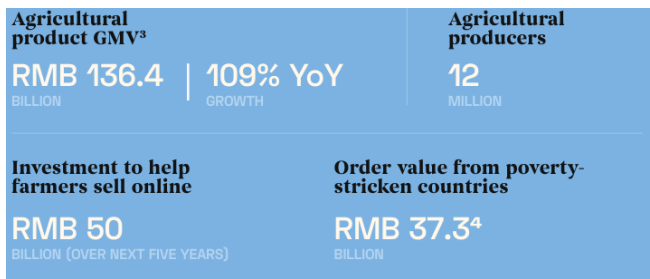 Agricultural
product GMV³
RMB 136.4 | 109% YoY
BILLION GROWTH
Agricultural
producers
12
MILLION
Investment to help
farmers sell online
RMB 50
BILLION (OVER NEXT FIVE YEARS)
Order value from poverty-
stricken countries
RMB 37.3⁴
BILLION